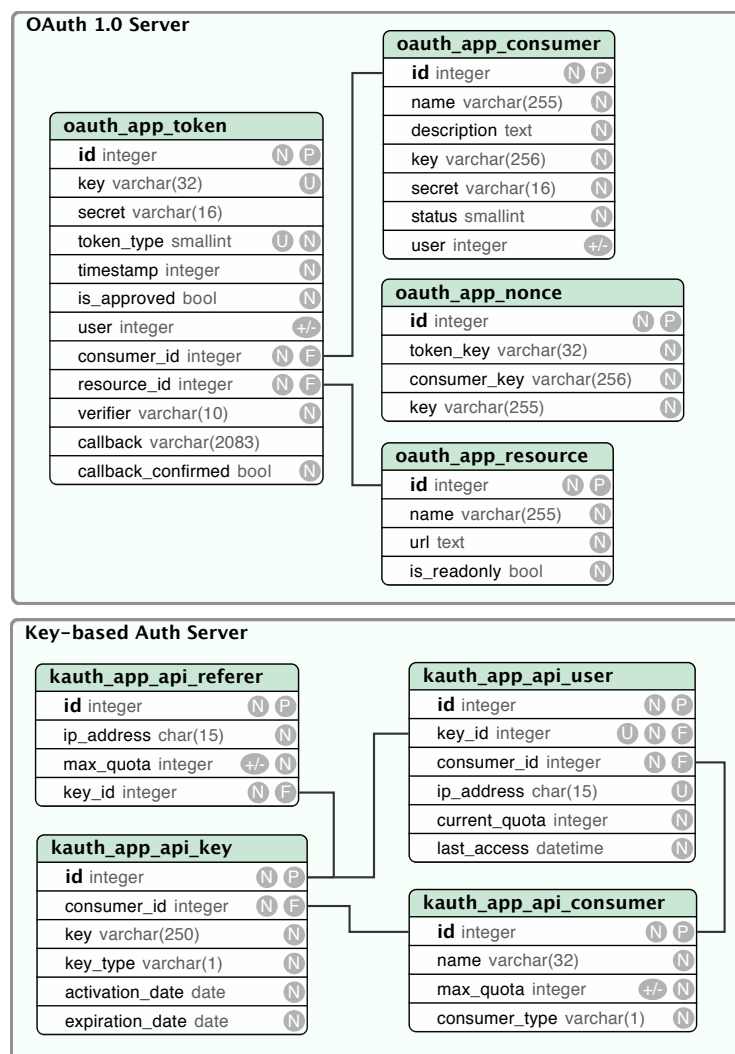 OAuth 1.0 Server
oauth_app_token
id integer N P
key varchar(32) U
secret varchar(16)
token_type smallint U N
timestamp integer N
is_approved bool N
user integer +/-
consumer_id integer N F
resource_id integer N F
verifier varchar(10) N
callback varchar(2083)
callback_confirmed bool N
oauth_app_consumer
id integer N P
name varchar(255) N
description text N
key varchar(256) N
secret varchar(16) N
status smallint N
user integer +/-
oauth_app_nonce
id integer N P
token_key varchar(32) N
consumer_key varchar(256) N
key varchar(255) N
oauth_app_resource
id integer N P
name varchar(255) N
url text N
is_readonly bool N
Key-based Auth Server
kauth_app_api_referer
id integer N P
ip_address char(15) N
max_quota integer +/- N
key_id integer N F
kauth_app_api_key
id integer N P
consumer_id integer N F
key varchar(250) N
key_type varchar(1) N
activation_date date N
expiration_date date N
kauth_app_api_user
id integer N P
key_id integer U N F
consumer_id integer N F
ip_address char(15) U
current_quota integer N
last_access datetime N
kauth_app_api_consumer
id integer N P
name varchar(32) N
max_quota integer +/- N
consumer_type varchar(1) N